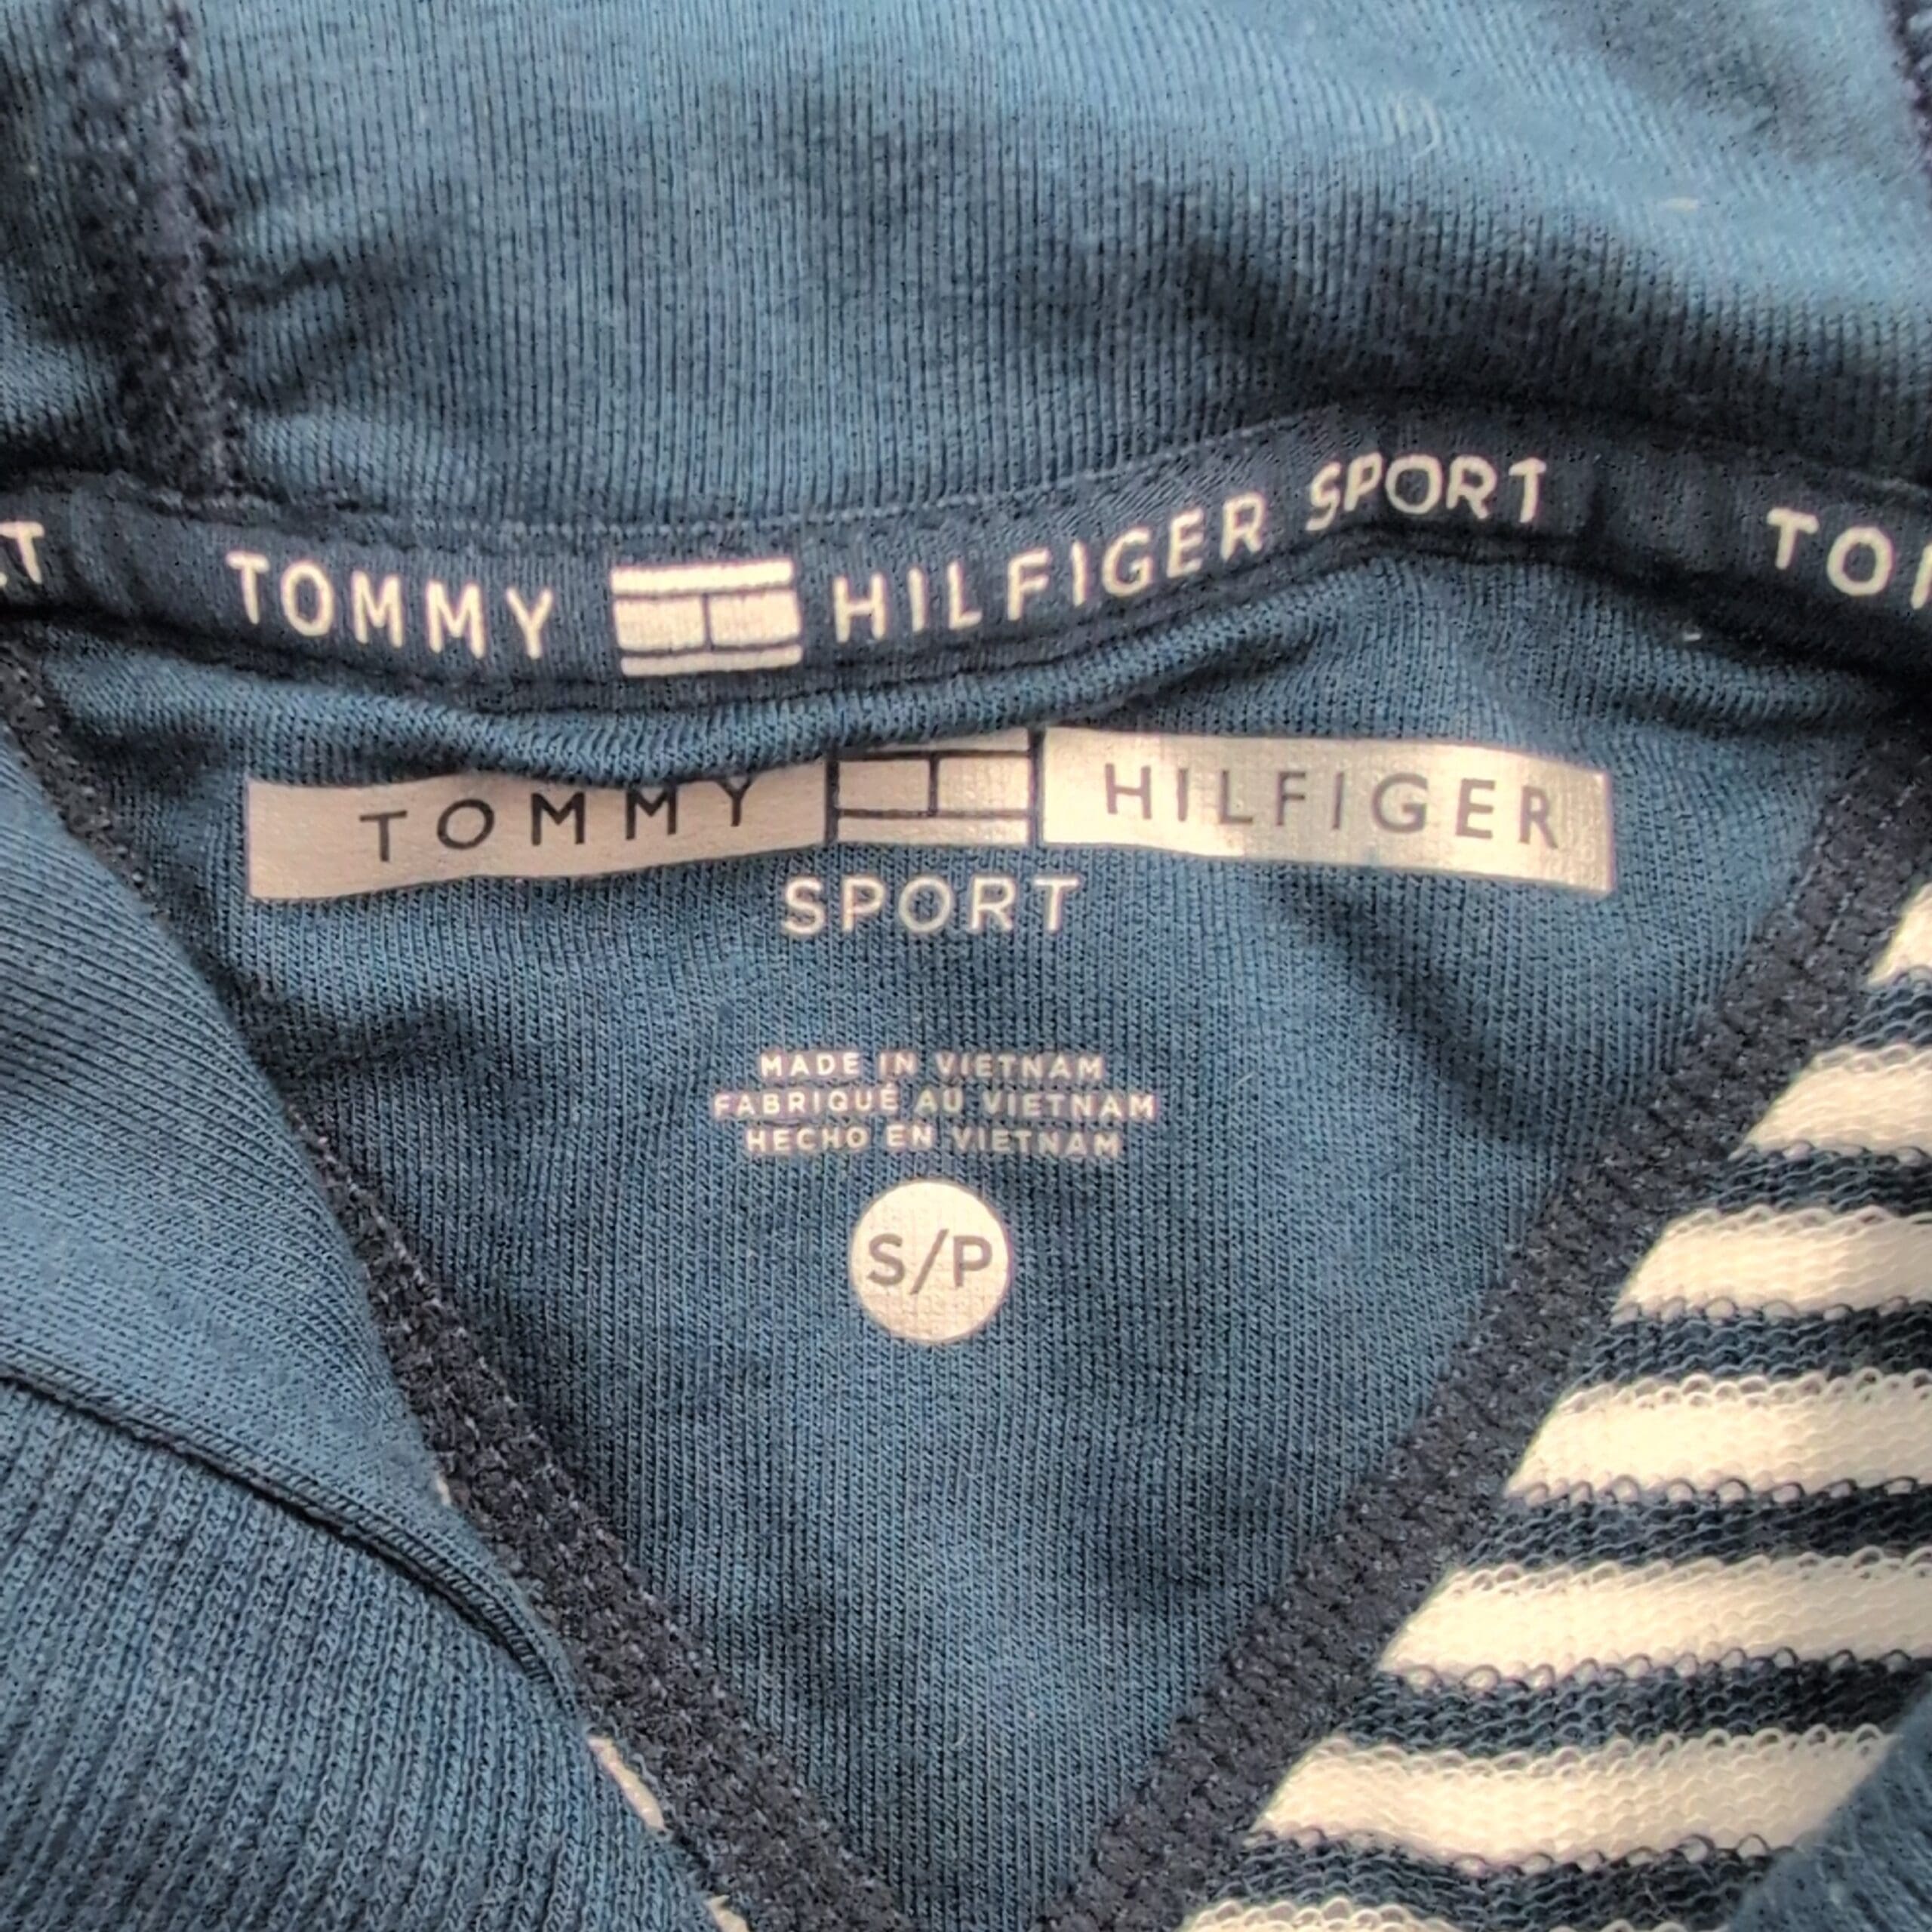 TOMMY HILFIGER SPORT
TOMMY HILFIGER
SPORT
MADE IN VIETNAM
FABRIQUÉ AU VIETNAM
HECHO EN VIETNAM
S/P